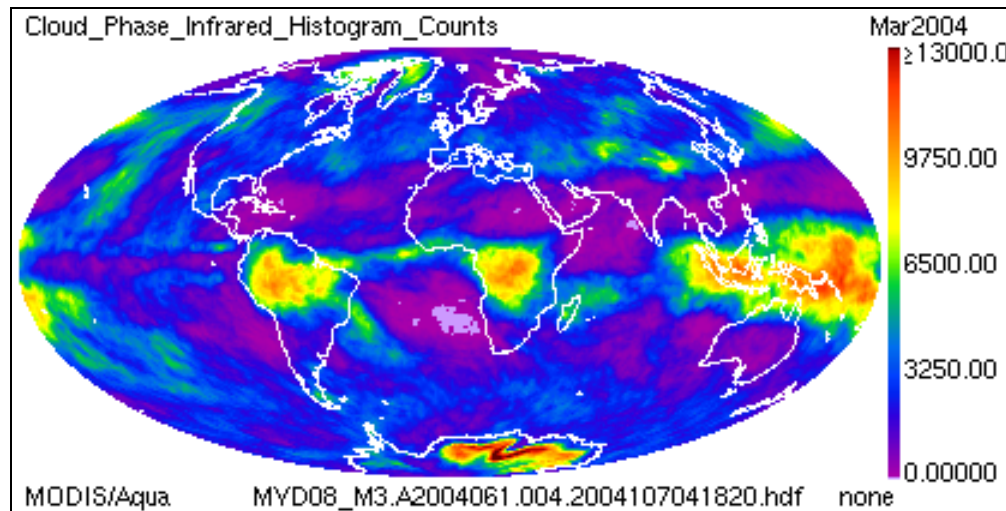 Cloud_Phase_Infrared_Histogram_Counts Mar2004
≥13000.0
9750.00
6500.00
3250.00
0.00000
MODIS/Aqua MYD08_M3.A2004061.004.2004107041820.hdf none